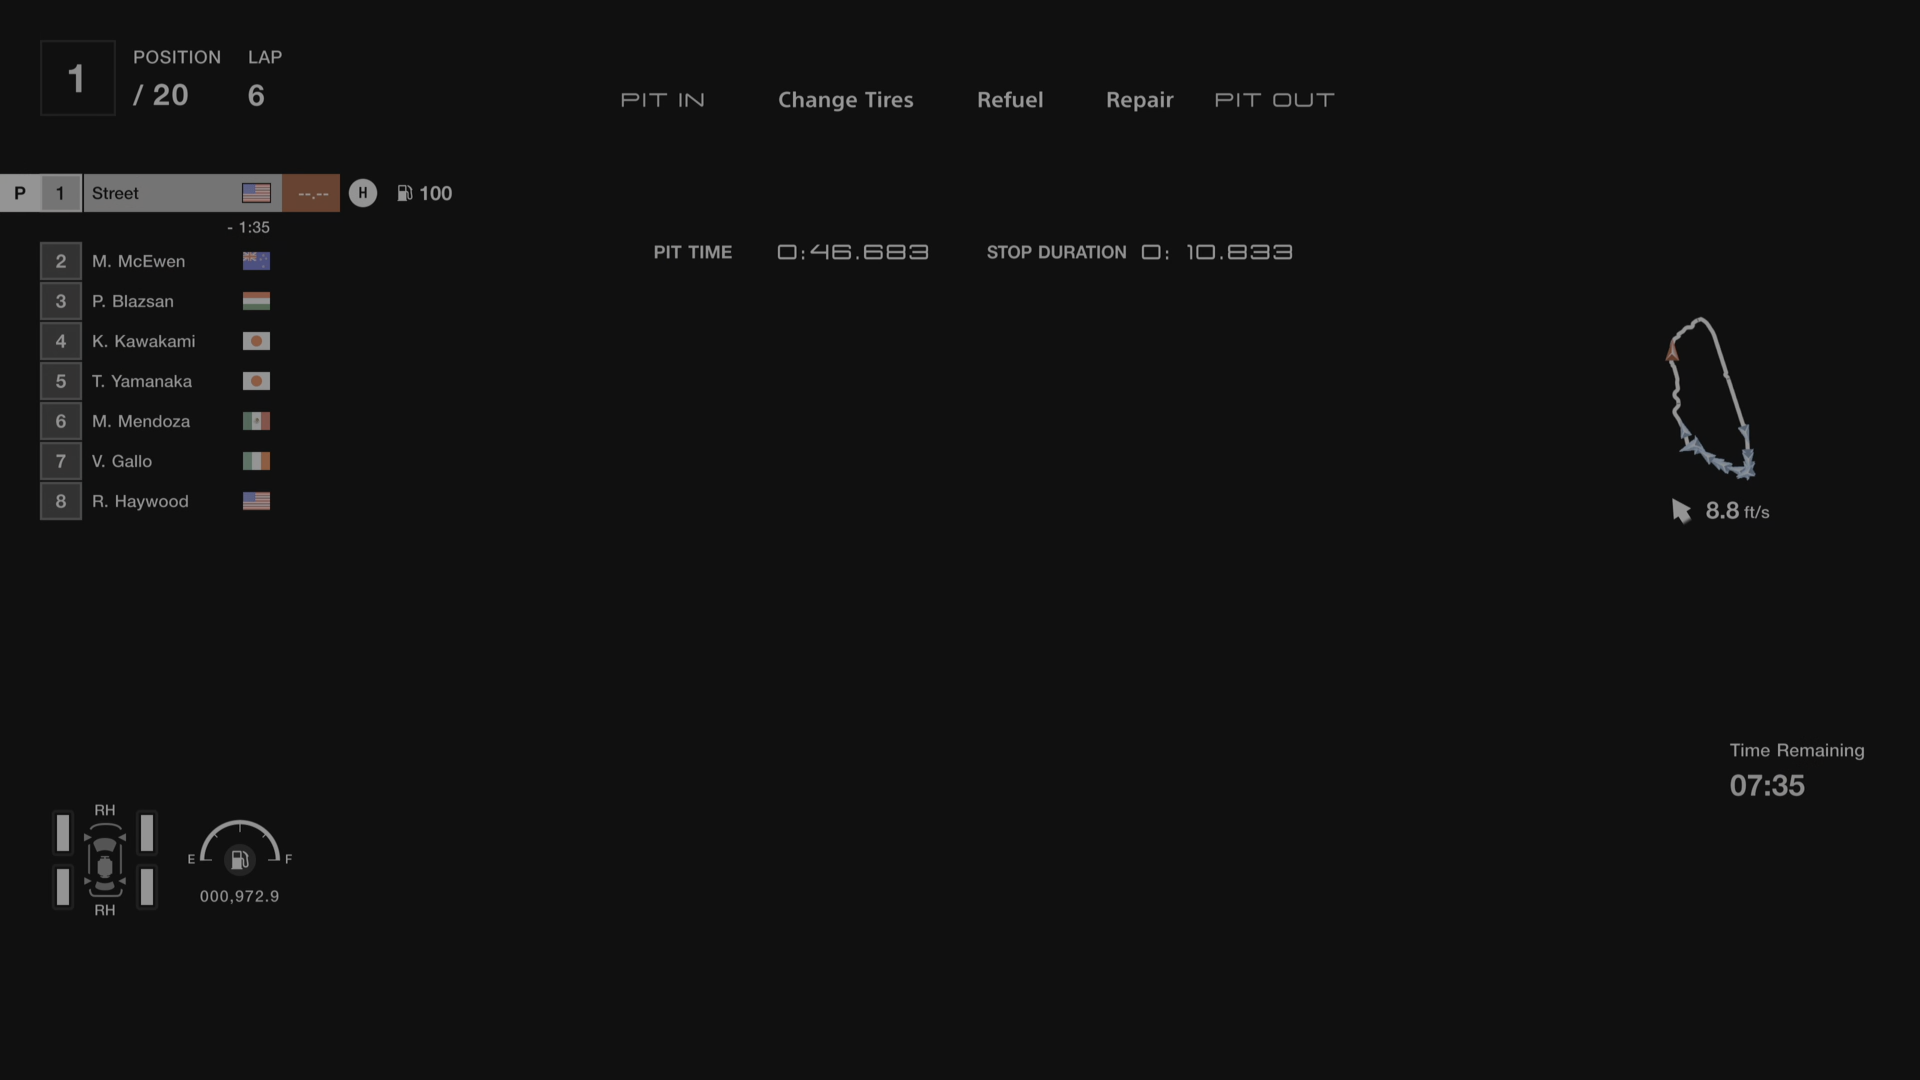 1
POSITION LAP
/ 20 6
PIT IN Change Tires Refuel Repair PIT OUT
P 1 Street --.-- H 100
- 1:35
PIT TIME 0:46.683 STOP DURATION 0: 10.833
2 M. McEwen
3 P. Blazsan
4 K. Kawakami
5 T. Yamanaka
6 M. Mendoza
7 V. Gallo
8 R. Haywood
8.8 ft/s
Time Remaining
07:35
RH
E F
000,972.9
RH